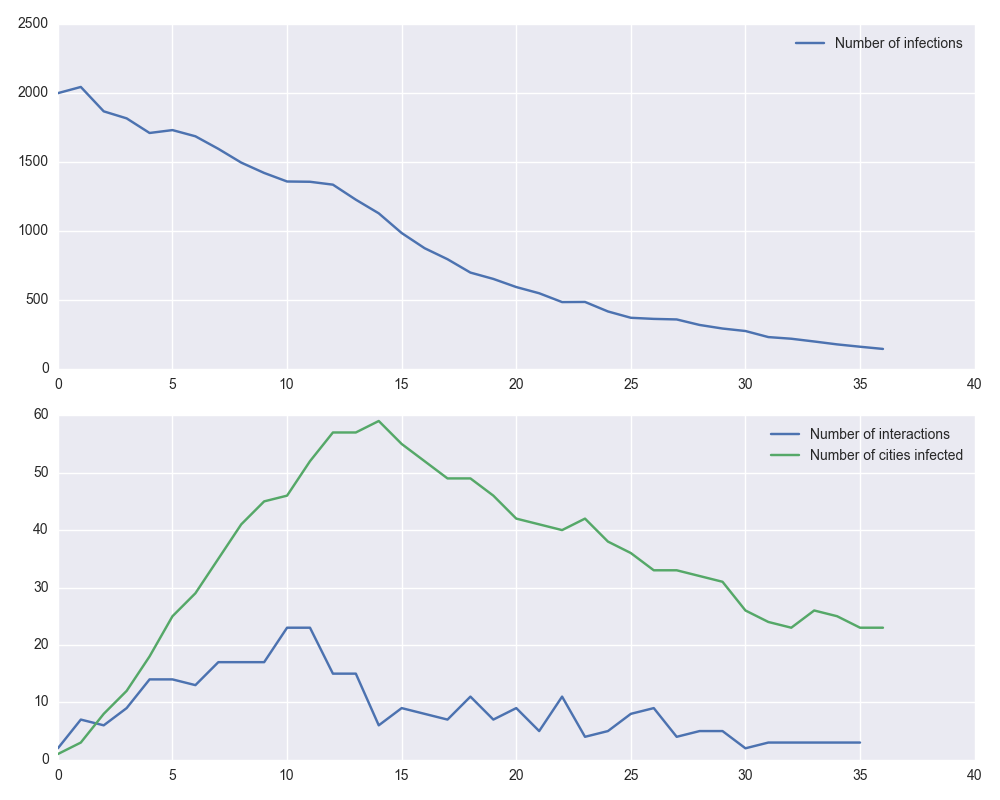 2500
Number of infections
2000
1500
1000
500
0
0 5 10 15 20 25 30 35 40
60
Number of interactions
Number of cities infected
50
40
30
20
10
0
0 5 10 15 20 25 30 35 40